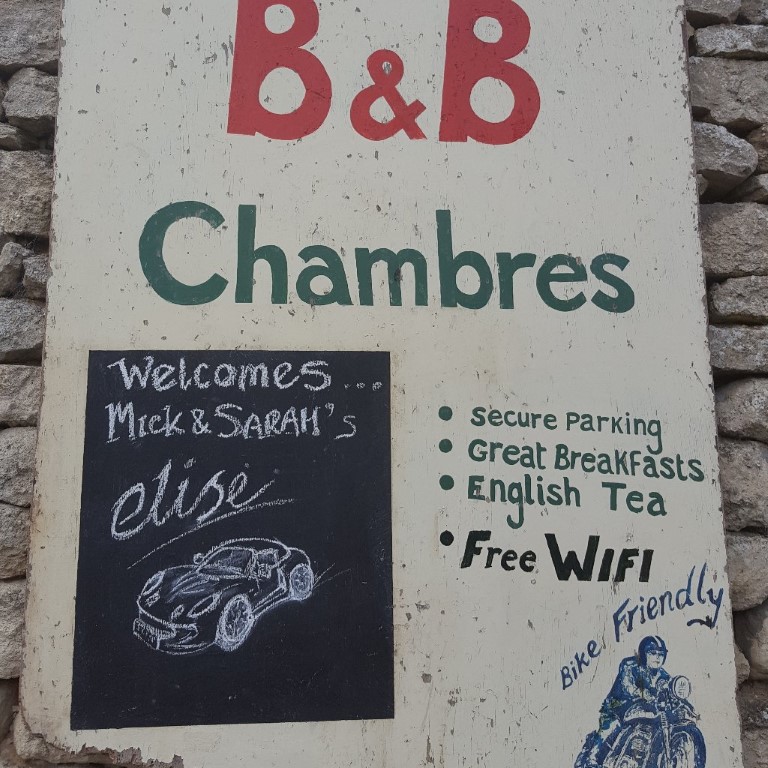 B&B
Chambres
Welcomes...
Mick & SARAH's
elise
• Secure Parking
• Great BreakFasts
• English Tea
• Free WIFI
Bike Friendly